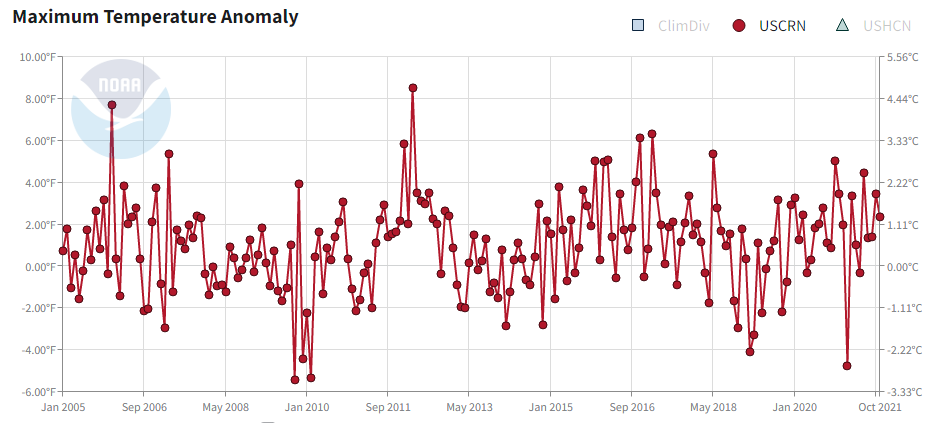 Maximum Temperature Anomaly
ClimDiv USCRN USHCN
10.00°F 5.56°C
8.00°F 4.44°C
6.00°F 3.33°C
4.00°F 2.22°C
2.00°F 1.11°C
0.00°F 0.00°C
-2.00°F -1.11°C
-4.00°F -2.22°C
-6.00°F -3.33°C
NOAA
Jan 2005 Sep 2006 May 2008 Jan 2010 Sep 2011 May 2013 Jan 2015 Sep 2016 May 2018 Jan 2020 Oct 2021